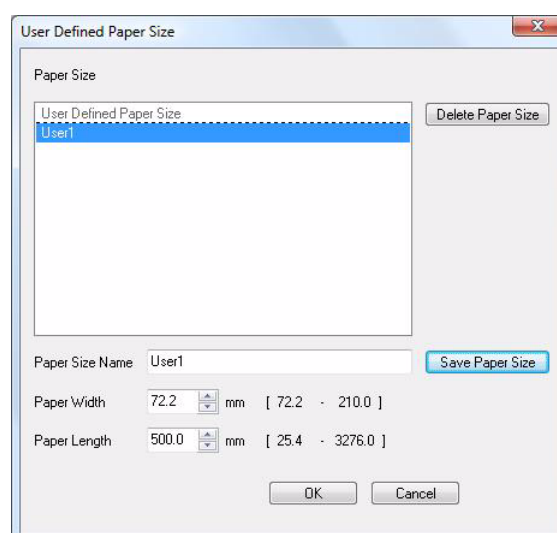 User Defined Paper Size
Paper Size
User Defined Paper Size
Delete Paper Size
User1
Paper Size Name User1 Save Paper Size
Paper Width 72.2 mm [ 72.2 - 210.0 ]
Paper Length 500.0 mm [ 25.4 - 3276.0 ]
OK Cancel